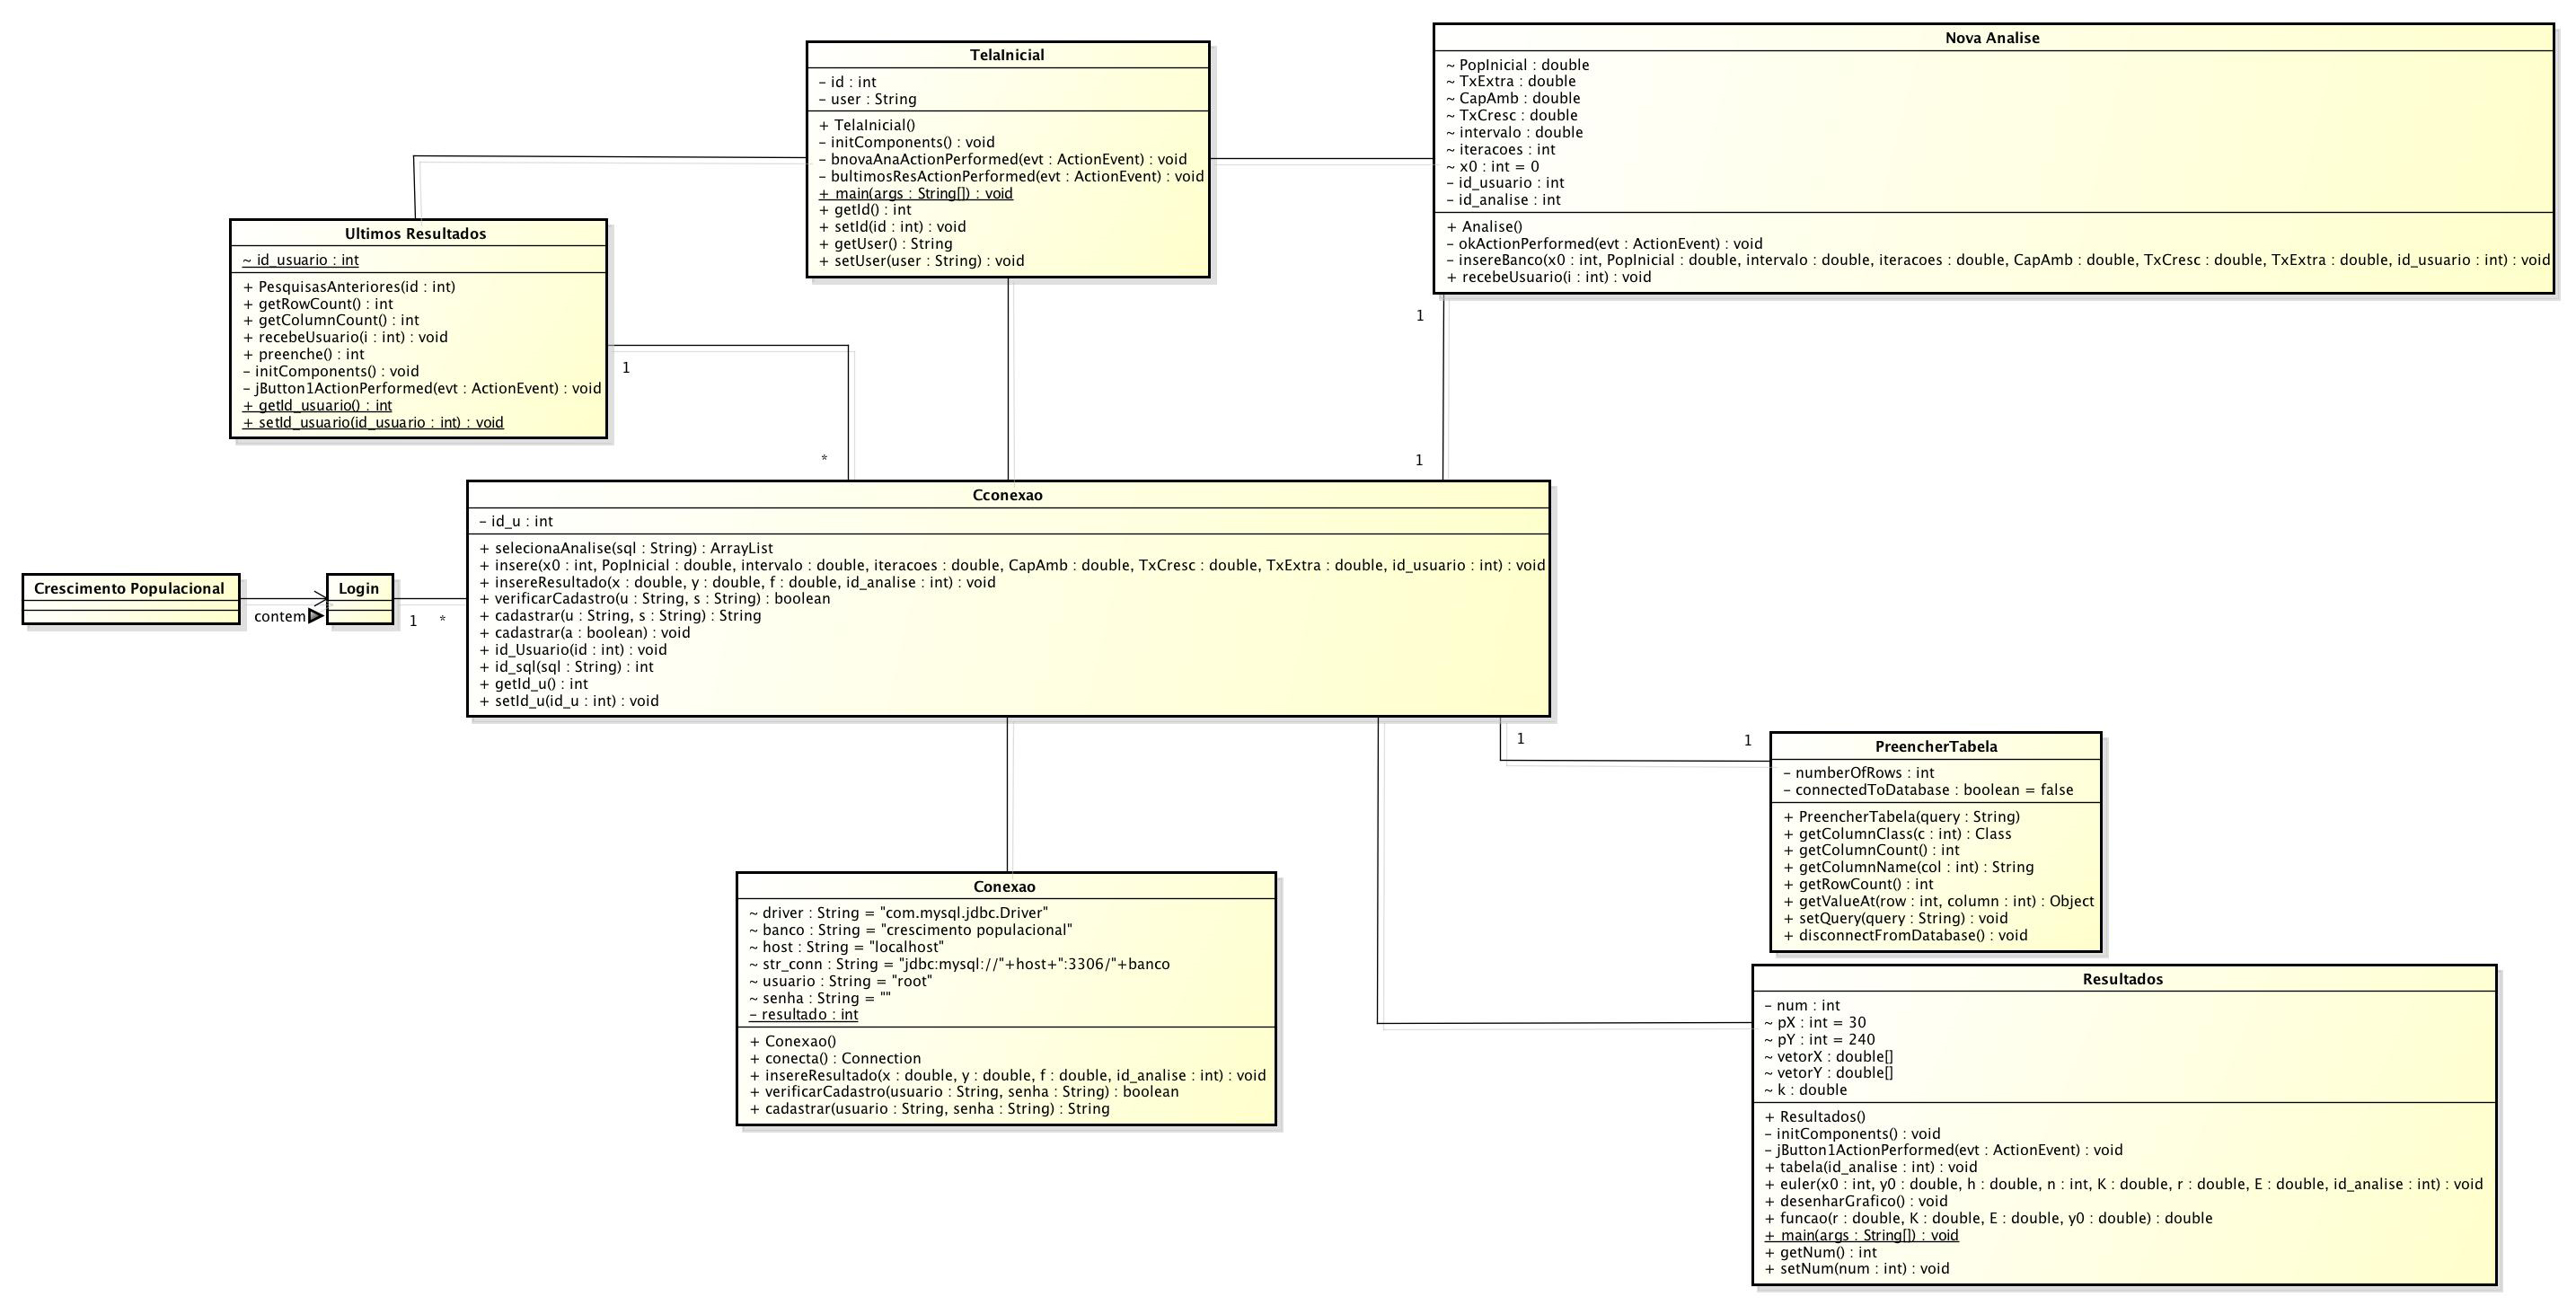 TelaInicial
– id : int
– user : String
+ TelaInicial()
– initComponents() : void
– bnovaAnaActionPerformed(evt : ActionEvent) : void
– bultimosResActionPerformed(evt : ActionEvent) : void
+ main(args : String[]) : void
+ getId() : int
+ setId(id : int) : void
+ getUser() : String
+ setUser(user : String) : void
Nova Analise
~ PopInicial : double
~ TxExtra : double
~ CapAmb : double
~ TxCresc : double
~ intervalo : double
~ iteracoes : int
~ x0 : int = 0
– id_usuario : int
– id_analise : int
+ Analise()
– okActionPerformed(evt : ActionEvent) : void
– insereBanco(x0 : int, PopInicial : double, intervalo : double, iteracoes : double, CapAmb : double, TxCresc : double, TxExtra : double, id_usuario : int) : void
+ recebeUsuario(i : int) : void
Ultimos Resultados
~ id_usuario : int
+ PesquisasAnteriores(id : int)
+ getRowCount() : int
+ getColumnCount() : int
+ recebeUsuario(i : int) : void
+ preenche() : int
– initComponents() : void
– jButton1ActionPerformed(evt : ActionEvent) : void
+ getId_usuario() : int
+ setId_usuario(id_usuario : int) : void
1
1
*
1
Cconexao
– id_u : int
+ selecionaAnalise(sql : String) : ArrayList
+ insere(x0 : int, PopInicial : double, intervalo : double, iteracoes : double, CapAmb : double, TxCresc : double, TxExtra : double, id_usuario : int) : void
+ insereResultado(x : double, y : double, f : double, id_analise : int) : void
+ verificarCadastro(u : String, s : String) : boolean
+ cadastrar(u : String, s : String) : String
+ cadastrar(a : boolean) : void
+ id_Usuario(id : int) : void
+ id_sql(sql : String) : int
+ getId_u() : int
+ setId_u(id_u : int) : void
Crescimento Populacional
contem
Login
1 *
1
1
PreencherTabela
– numberOfRows : int
– connectedToDatabase : boolean = false
+ PreencherTabela(query : String)
+ getColumnClass(c : int) : Class
+ getColumnCount() : int
+ getColumnName(col : int) : String
+ getRowCount() : int
+ getValueAt(row : int, column : int) : Object
+ setQuery(query : String) : void
+ disconnectFromDatabase() : void
Conexao
~ driver : String = "com.mysql.jdbc.Driver"
~ banco : String = "crescimento populacional"
~ host : String = "localhost"
~ str_conn : String = "jdbc:mysql://"+host+":3306/"+banco
~ usuario : String = "root"
~ senha : String = ""
– resultado : int
+ Conexao()
+ conecta() : Connection
+ insereResultado(x : double, y : double, f : double, id_analise : int) : void
+ verificarCadastro(usuario : String, senha : String) : boolean
+ cadastrar(usuario : String, senha : String) : String
Resultados
– num : int
~ pX : int = 30
~ pY : int = 240
~ vetorX : double[]
~ vetorY : double[]
~ k : double
+ Resultados()
– initComponents() : void
– jButton1ActionPerformed(evt : ActionEvent) : void
+ tabela(id_analise : int) : void
+ euler(x0 : int, y0 : double, h : double, n : int, K : double, r : double, E : double, id_analise : int) : void
+ desenharGrafico() : void
+ funcao(r : double, K : double, E : double, y0 : double) : double
+ main(args : String[]) : void
+ getNum() : int
+ setNum(num : int) : void